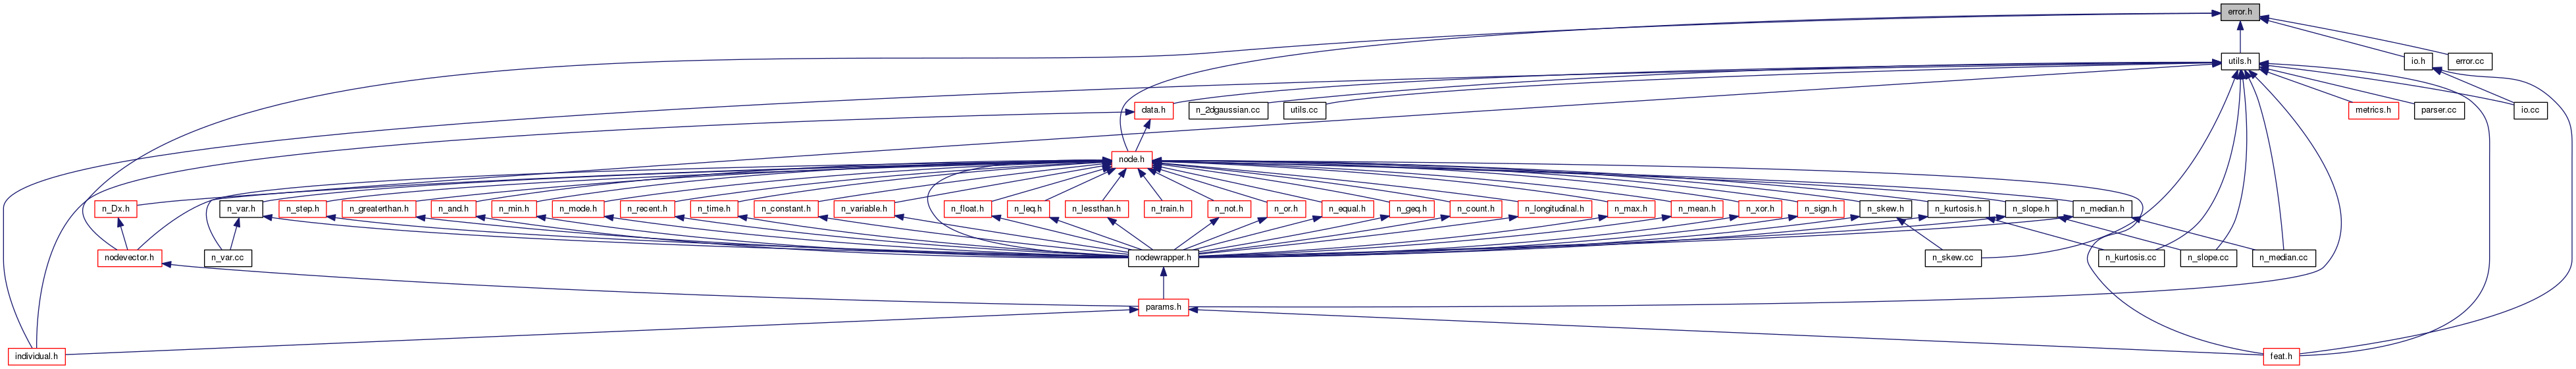 error.h
utils.h
io.h
error.cc
data.h
n_2dgaussian.cc
utils.cc
metrics.h
parser.cc
io.cc
node.h
n_Dx.h
n_var.h
n_step.h
n_greaterthan.h
n_and.h
n_min.h
n_mode.h
n_recent.h
n_time.h
n_constant.h
n_variable.h
n_float.h
n_leq.h
n_lessthan.h
n_train.h
n_not.h
n_or.h
n_equal.h
n_geq.h
n_count.h
n_longitudinal.h
n_max.h
n_mean.h
n_xor.h
n_sign.h
n_skew.h
n_kurtosis.h
n_slope.h
n_median.h
nodevector.h
n_var.cc
nodewrapper.h
n_skew.cc
n_kurtosis.cc
n_slope.cc
n_median.cc
params.h
individual.h
feat.h